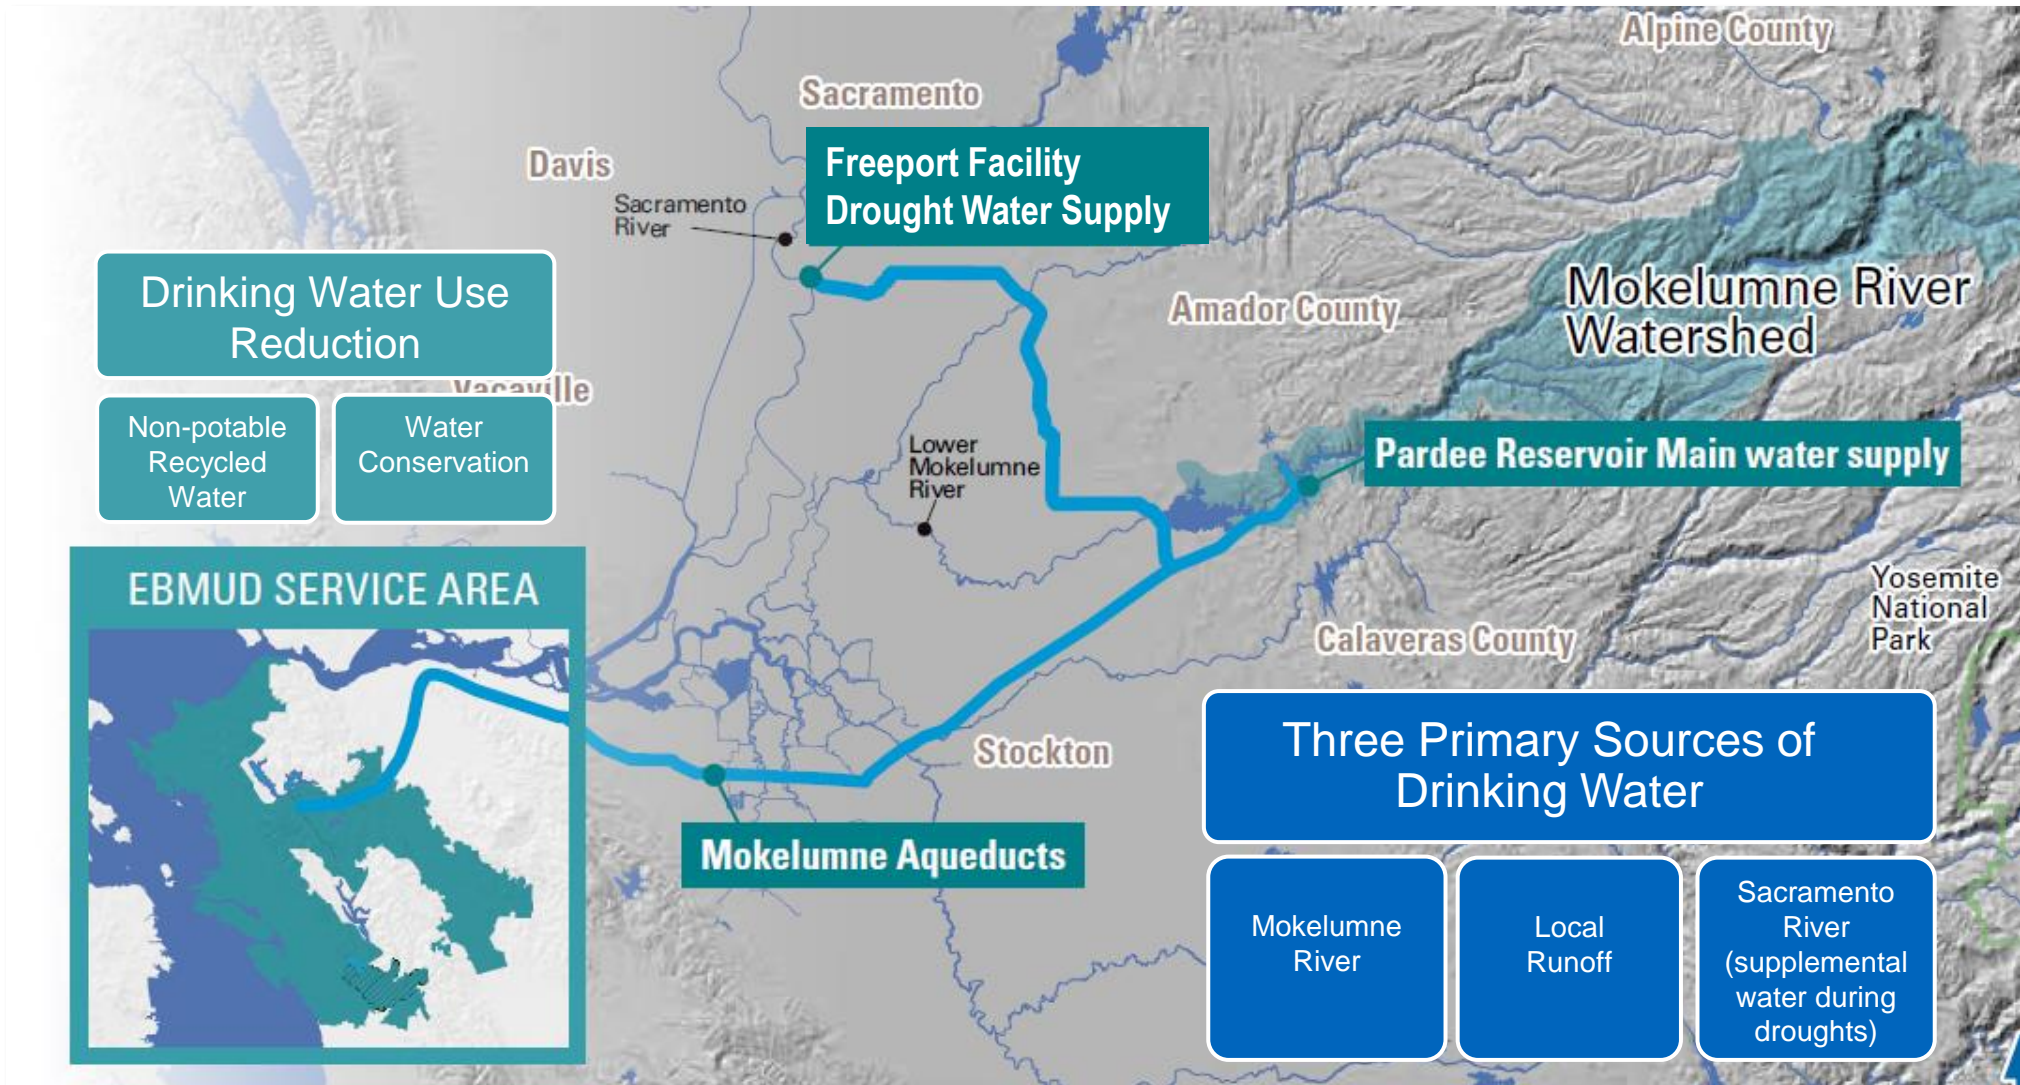 Alpine County
Sacramento
Freeport Facility
Drought Water Supply
Davis
Sacramento
River
Drinking Water Use
Reduction
Vacaville
Non-potable
Recycled
Water
Water
Conservation
Amador County
Mokelumne River
Watershed
Lower
Mokelumne
River
Pardee Reservoir Main water supply
Yosemite
National
Park
Calaveras County
EBMUD SERVICE AREA
Stockton
Mokelumne Aqueducts
Three Primary Sources of
Drinking Water
Mokelumne
River
Local
Runoff
Sacramento
River
(supplemental
water during
droughts)